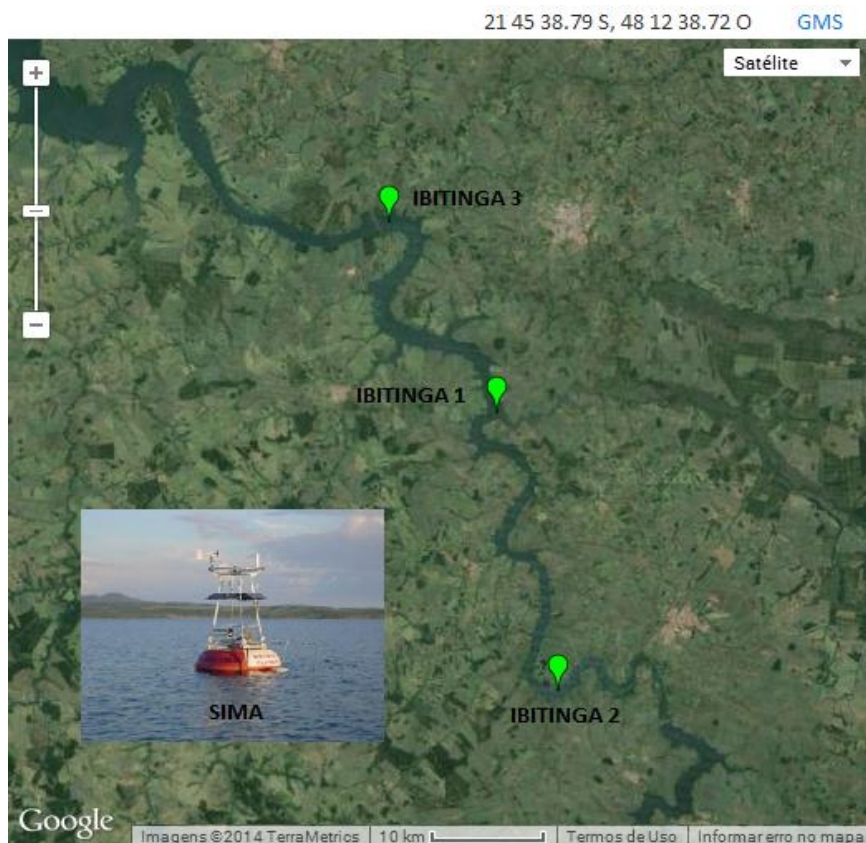 21 45 38.79 S, 48 12 38.72 O GMS
Satélite
IBITINGA 3
IBITINGA 1
SIMA
IBITINGA 2
Google
Imagens ©2014 TerraMetrics 10 km Termos de Uso Informar erro no mapa